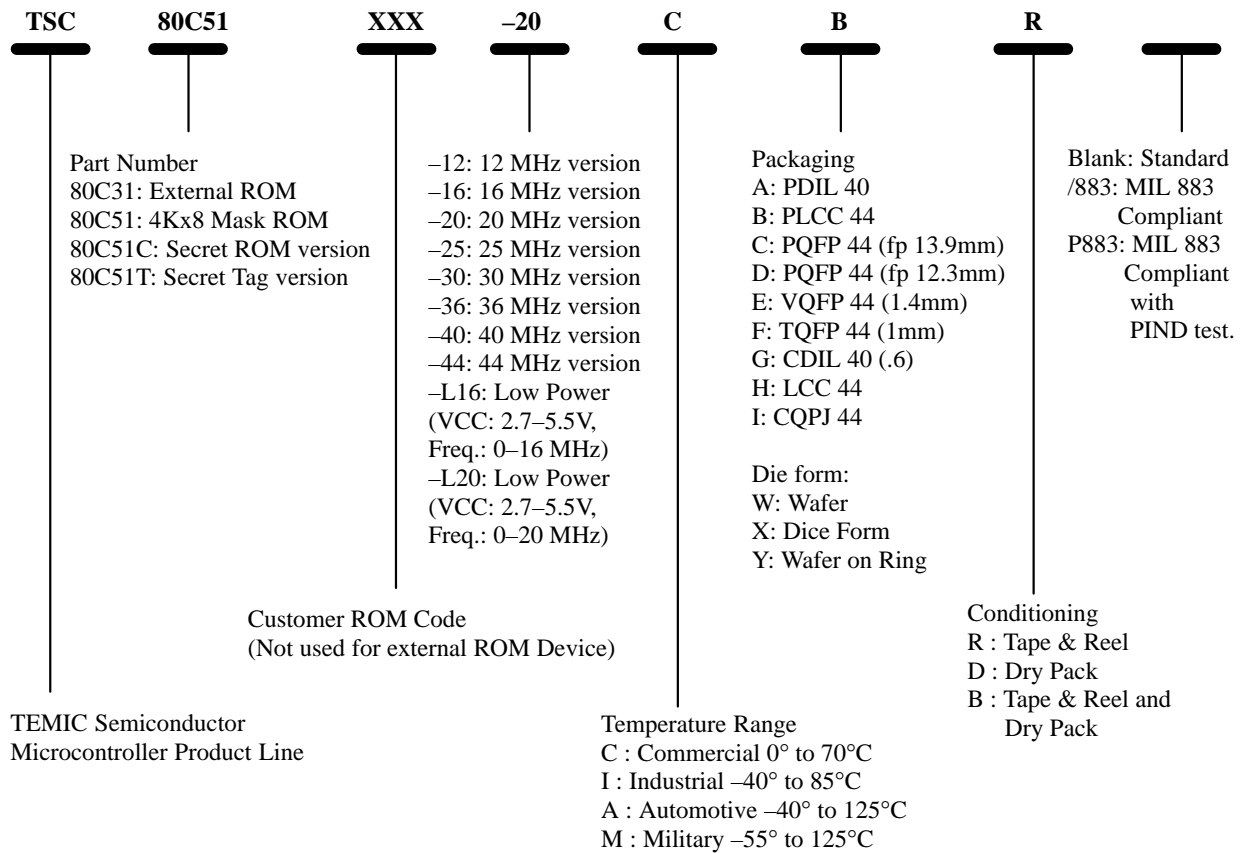 TSC 80C51 XXX –20 C B R
Part Number
80C31: External ROM
80C51: 4Kx8 Mask ROM
80C51C: Secret ROM version
80C51T: Secret Tag version
–12: 12 MHz version
–16: 16 MHz version
–20: 20 MHz version
–25: 25 MHz version
–30: 30 MHz version
–36: 36 MHz version
–40: 40 MHz version
–44: 44 MHz version
–L16: Low Power
(VCC: 2.7–5.5V,
Freq.: 0–16 MHz)
–L20: Low Power
(VCC: 2.7–5.5V,
Freq.: 0–20 MHz)
Packaging
A: PDIL 40
B: PLCC 44
C: PQFP 44 (fp 13.9mm)
D: PQFP 44 (fp 12.3mm)
E: VQFP 44 (1.4mm)
F: TQFP 44 (1mm)
G: CDIL 40 (.6)
H: LCC 44
I: CQPJ 44
Die form:
W: Wafer
X: Dice Form
Y: Wafer on Ring
Blank: Standard
/883: MIL 883
Compliant
P883: MIL 883
Compliant
with
PIND test.
Customer ROM Code
(Not used for external ROM Device)
Conditioning
R : Tape & Reel
D : Dry Pack
B : Tape & Reel and
Dry Pack
TEMIC Semiconductor
Microcontroller Product Line
Temperature Range
C : Commercial 0° to 70°C
I : Industrial –40° to 85°C
A : Automotive –40° to 125°C
M : Military –55° to 125°C